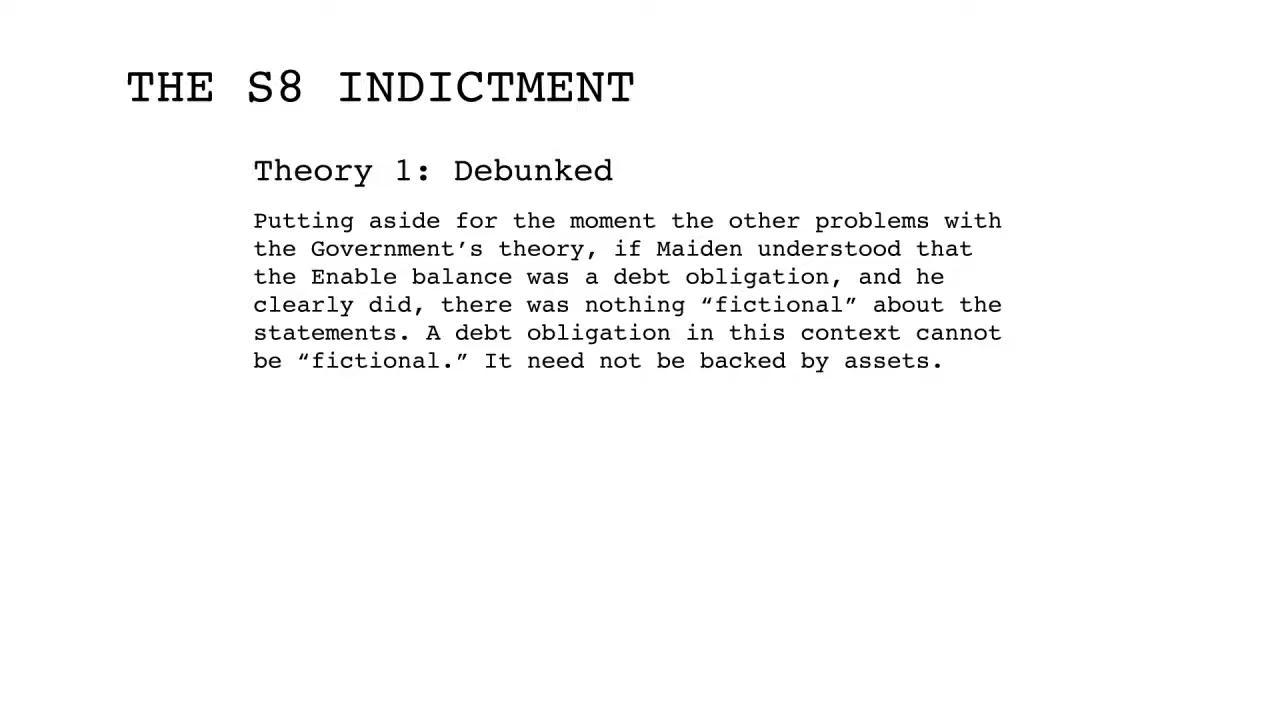 THE S8 INDICTMENT
Theory 1: Debunked
Putting aside for the moment the other problems with
the Government’s theory, if Maiden understood that
the Enable balance was a debt obligation, and he
clearly did, there was nothing “fictional” about the
statements. A debt obligation in this context cannot
be “fictional.” It need not be backed by assets.